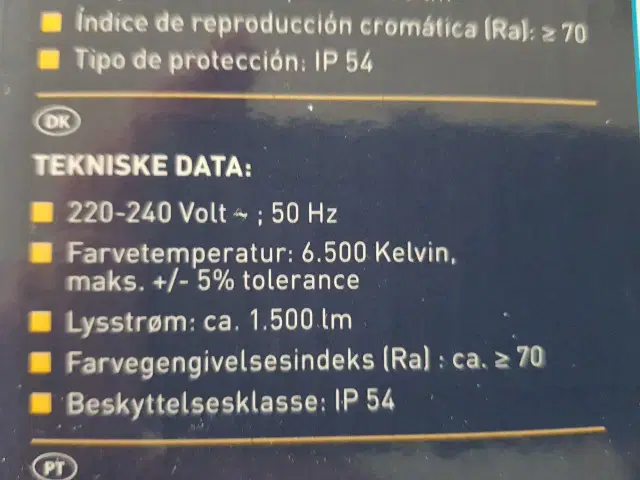 Índice de reproducción cromática (Ra): ≥ 70
Tipo de protección: IP 54
DK
TEKNISKE DATA:
220-240 Volt ~ ; 50 Hz
Farvetemperatur: 6.500 Kelvin,
maks. +/- 5% tolerance
Lysstrøm: ca. 1.500 lm
Farvegengivelsesindeks (Ra) : ca. ≥ 70
Beskyttelsesklasse: IP 54
PT